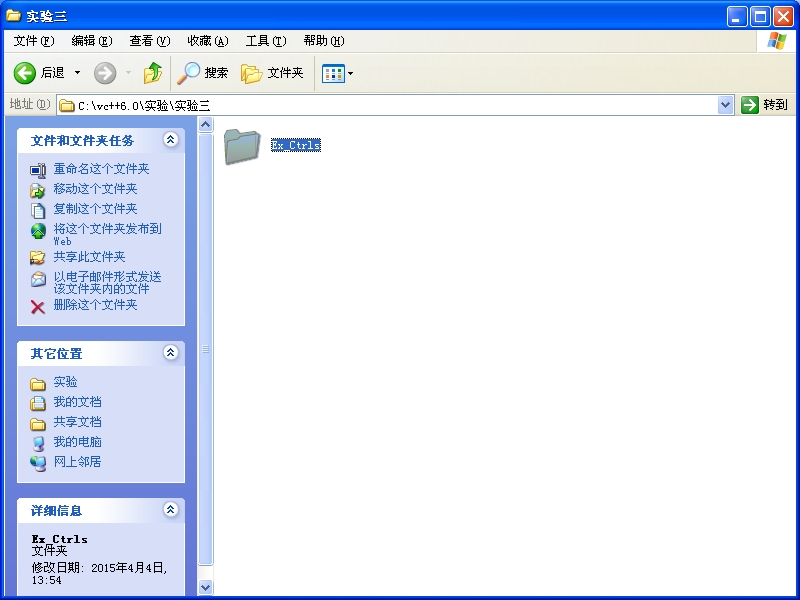 实验三
文件(F) 编辑(E) 查看(V) 收藏(A) 工具(T) 帮助(H)
后退 搜索 文件夹
地址(D) C:\vc++6.0\实验\实验三 转到
文件和文件夹任务
重命名这个文件夹
移动这个文件夹
复制这个文件夹
将这个文件夹发布到
Web
共享此文件夹
以电子邮件形式发送
该文件夹内的文件
删除这个文件夹
其它位置
实验
我的文档
共享文档
我的电脑
网上邻居
详细信息
Ex_Ctrls
文件夹
修改日期: 2015年4月4日,
13:54
Ex_Ctrls